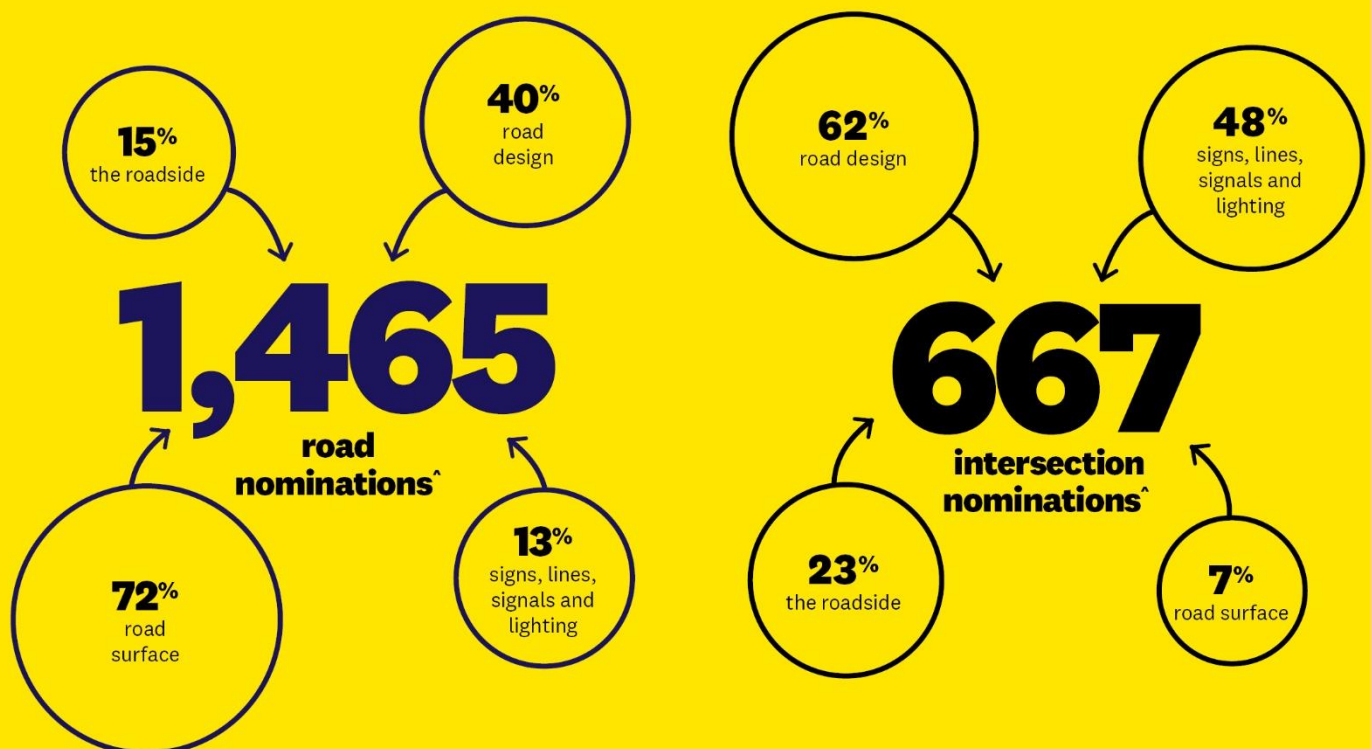 15%
the roadside
40%
road
design
1,465
road
nominations^
72%
road
surface
13%
signs, lines,
signals and
lighting
62%
road design
48%
signs, lines,
signals and
lighting
667
intersection
nominations^
23%
the roadside
7%
road surface